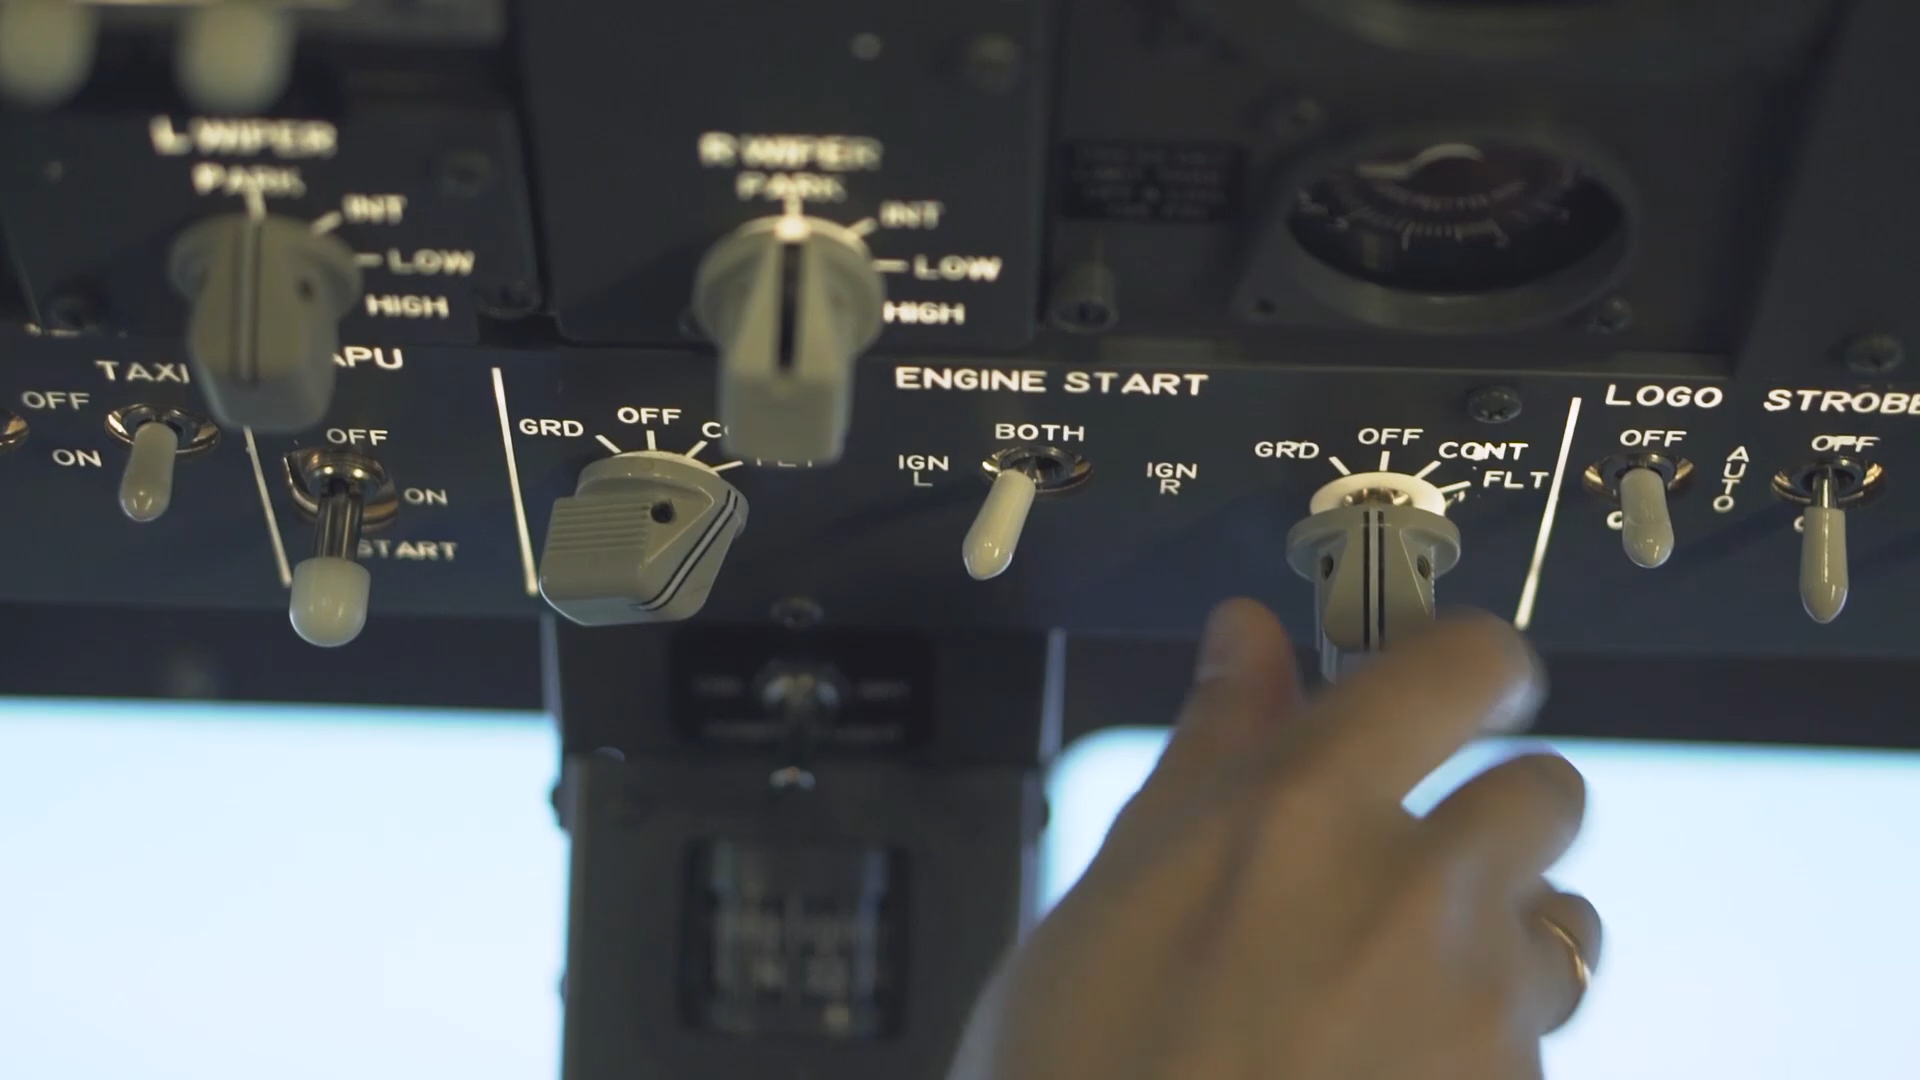 L WIPER
PARK
INT
LOW
HIGH
R WIPER
PARK
INT
LOW
HIGH
TAXI
OFF
ON
APU
OFF
ON
START
ENGINE START
GRD
OFF
IGN
L
BOTH
IGN
R
GRD
OFF
CONT
FLT
LOGO
OFF
AUTO
STROBE
OFF